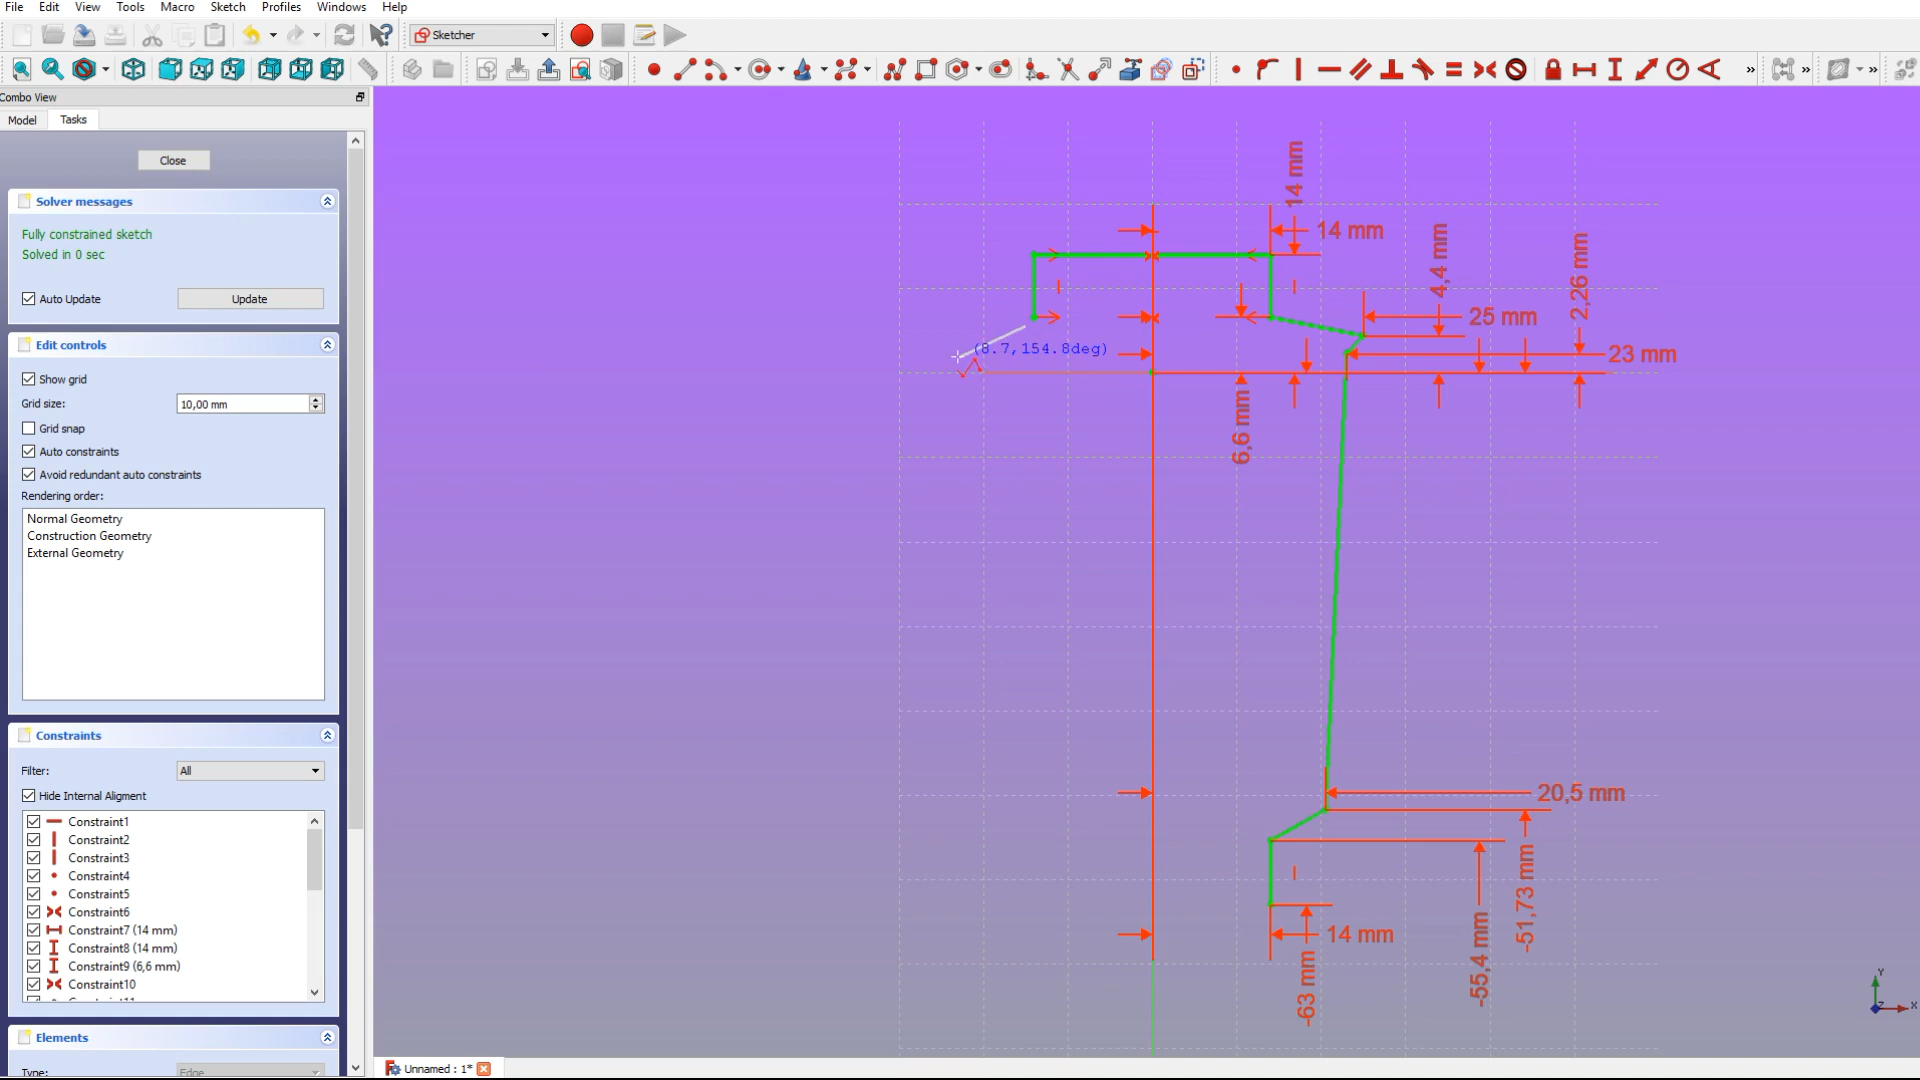 File Edit View Tools Macro Sketch Profiles Windows Help
Sketcher
Combo View
Model Tasks
Close
Solver messages
Fully constrained sketch
Solved in 0 sec
Auto Update Update
Edit controls
Show grid
Grid size: 10,00 mm
Grid snap
Auto constraints
Avoid redundant auto constraints
Rendering order:
Normal Geometry
Construction Geometry
External Geometry
Constraints
Filter: All
Hide Internal Aligment
Constraint1
Constraint2
Constraint3
Constraint4
Constraint5
Constraint6
Constraint7 (14 mm)
Constraint8 (14 mm)
Constraint9 (6,6 mm)
Constraint10
Constraint11
Elements
Type: Edge
14 mm
14 mm
4,4 mm
2,26 mm
25 mm
(8.7,154.8deg)
23 mm
6,6 mm
20,5 mm
-51,73 mm
14 mm
-55,4 mm
-63 mm
Y
Z
X
Unnamed : 1*